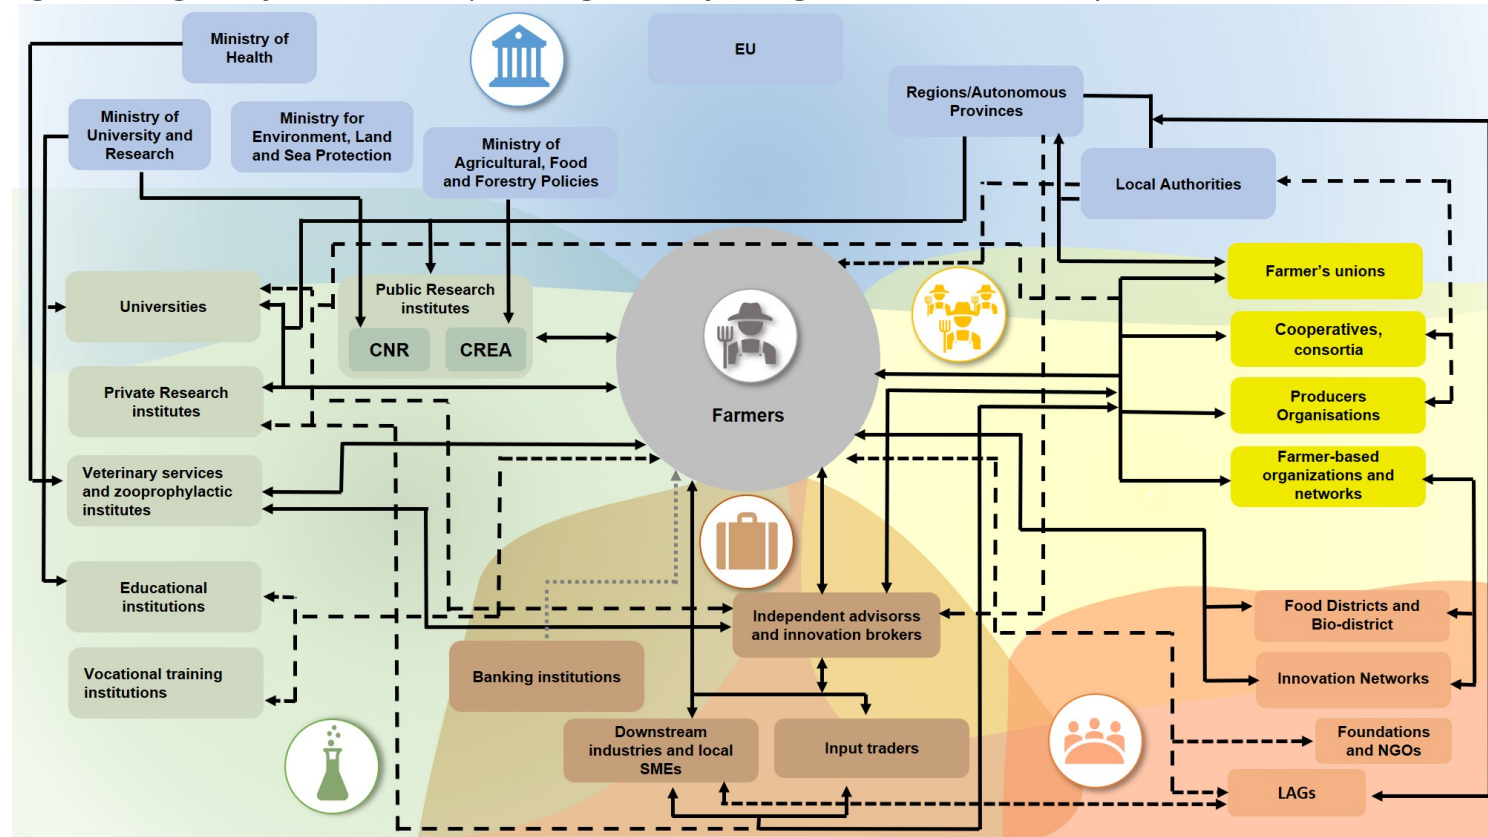 Ministry of
Health
EU
Regions/Autonomous
Provinces
Ministry of
University and
Research
Ministry for
Environment, Land
and Sea Protection
Ministry of
Agricultural, Food
and Forestry Policies
Local Authorities
Universities
Public Research
institutes
CNR
CREA
Farmer's unions
Cooperatives,
consortia
Private Research
institutes
Farmers
Producers
Organisations
Veterinary services
and zooprophylactic
institutes
Farmer-based
organizations and
networks
Educational
institutions
Independent advisorss
and innovation brokers
Food Districts and
Bio-district
Vocational training
institutions
Banking institutions
Innovation Networks
Downstream
industries and local
SMEs
Input traders
Foundations
and NGOs
LAGs